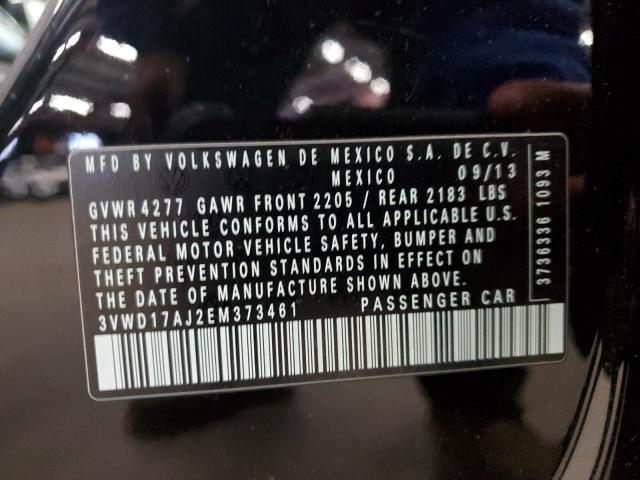 MFD BY VOLKSWAGEN DE MEXICO S.A. DE C.V.
MEXICO 09/13
GVWR 4277 GAWR FRONT 2205 / REAR 2183 LBS
THIS VEHICLE CONFORMS TO ALL APPLICABLE U.S.
FEDERAL MOTOR VEHICLE SAFETY, BUMPER AND
THEFT PREVENTION STANDARDS IN EFFECT ON
THE DATE OF MANUFACTURE SHOWN ABOVE.
3VWD17AJ2EM373461 PASSENGER CAR
3736336 1093 M